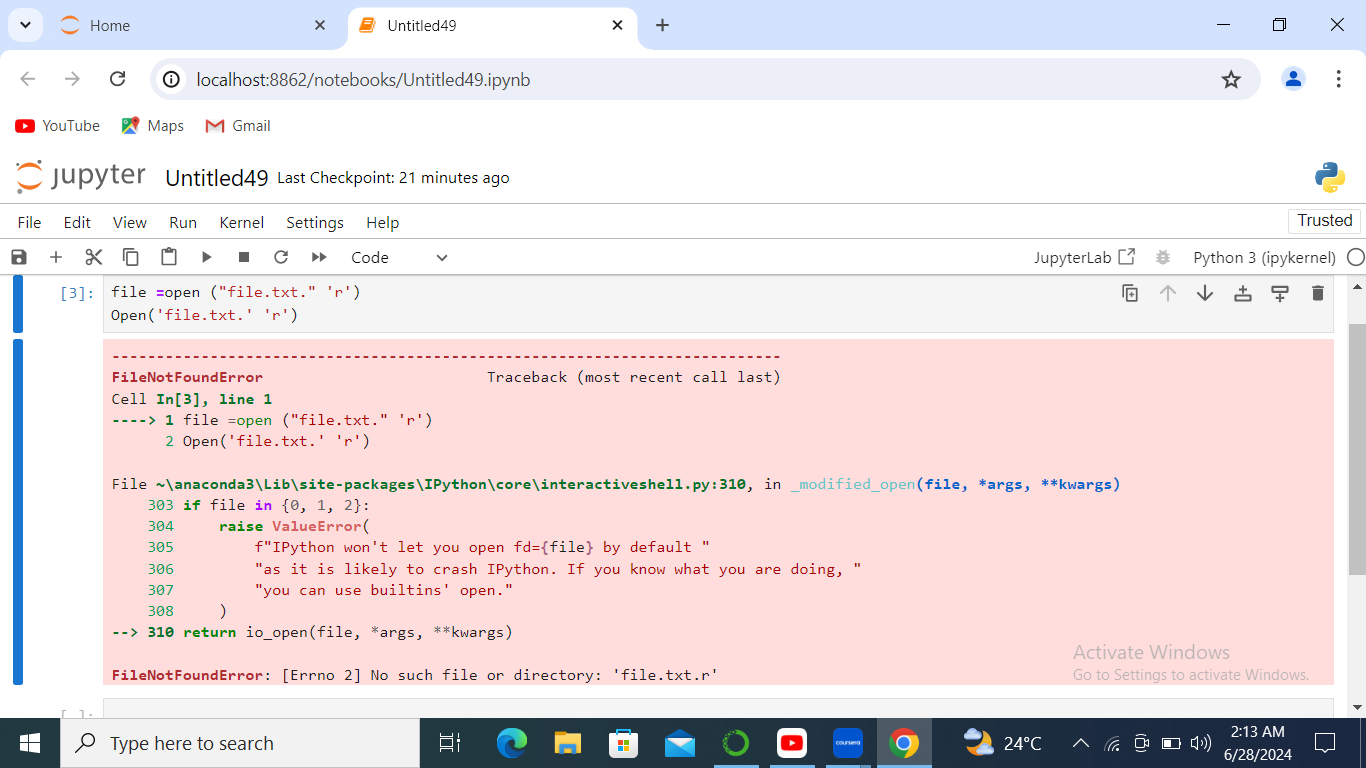 Home
Untitled49
localhost:8862/notebooks/Untitled49.ipynb
YouTube Maps Gmail
jupyter Untitled49 Last Checkpoint: 21 minutes ago
File Edit View Run Kernel Settings Help Trusted
Code JupyterLab Python 3 (ipykernel)
[3]: file =open ("file.txt." 'r')
Open('file.txt.' 'r')
---------------------------------------------------------------------------
FileNotFoundError                         Traceback (most recent call last)
Cell In[3], line 1
----> 1 file =open ("file.txt." 'r')
      2 Open('file.txt.' 'r')
File ~\anaconda3\Lib\site-packages\IPython\core\interactiveshell.py:310, in _modified_open(file, *args, **kwargs)
    303 if file in {0, 1, 2}:
    304     raise ValueError(
    305         f"IPython won't let you open fd={file} by default "
    306         "as it is likely to crash IPython. If you know what you are doing, "
    307         "you can use builtins' open."
    308     )
--> 310 return io_open(file, *args, **kwargs)
Activate Windows
FileNotFoundError: [Errno 2] No such file or directory: 'file.txt.r'
Go to Settings to activate Windows.
[ ]:
Type here to search
coursera
24°C
2:13 AM
6/28/2024